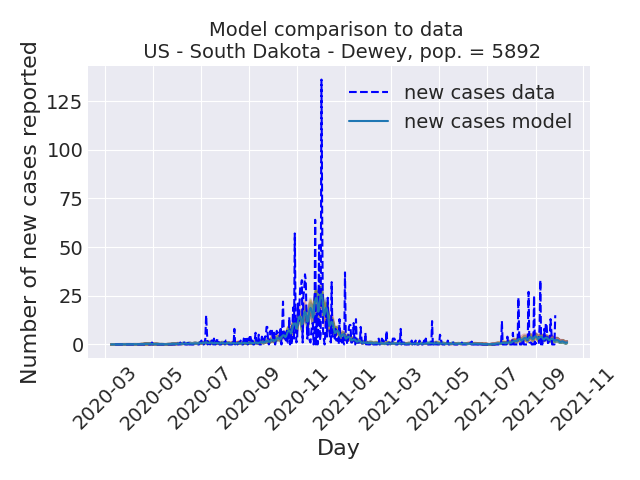 Model comparison to data
US - South Dakota - Dewey, pop. = 5892
Number of new cases reported
125
100
75
50
25
0
new cases data
new cases model
2020-03
2020-05
2020-07
2020-09
2020-11
2021-01
2021-03
2021-05
2021-07
2021-09
2021-11
Day